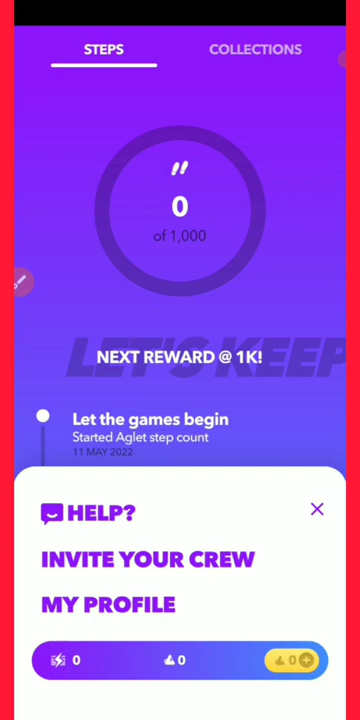 STEPS
COLLECTIONS
0
of 1,000
LET'S KEEP
NEXT REWARD @ 1K!
Let the games begin
Started Aglet step count
11 MAY 2022
HELP?
INVITE YOUR CREW
MY PROFILE
0
0
0